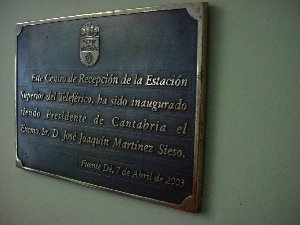 Este Centro de Recepción de la Estación
Superior del Teleférico, ha sido inaugurado
siendo Presidente de Cantabria el
Excmo. Sr. D. José Joaquín Martínez Sieso.
Fuente Dé, 7 de Abril de 2003